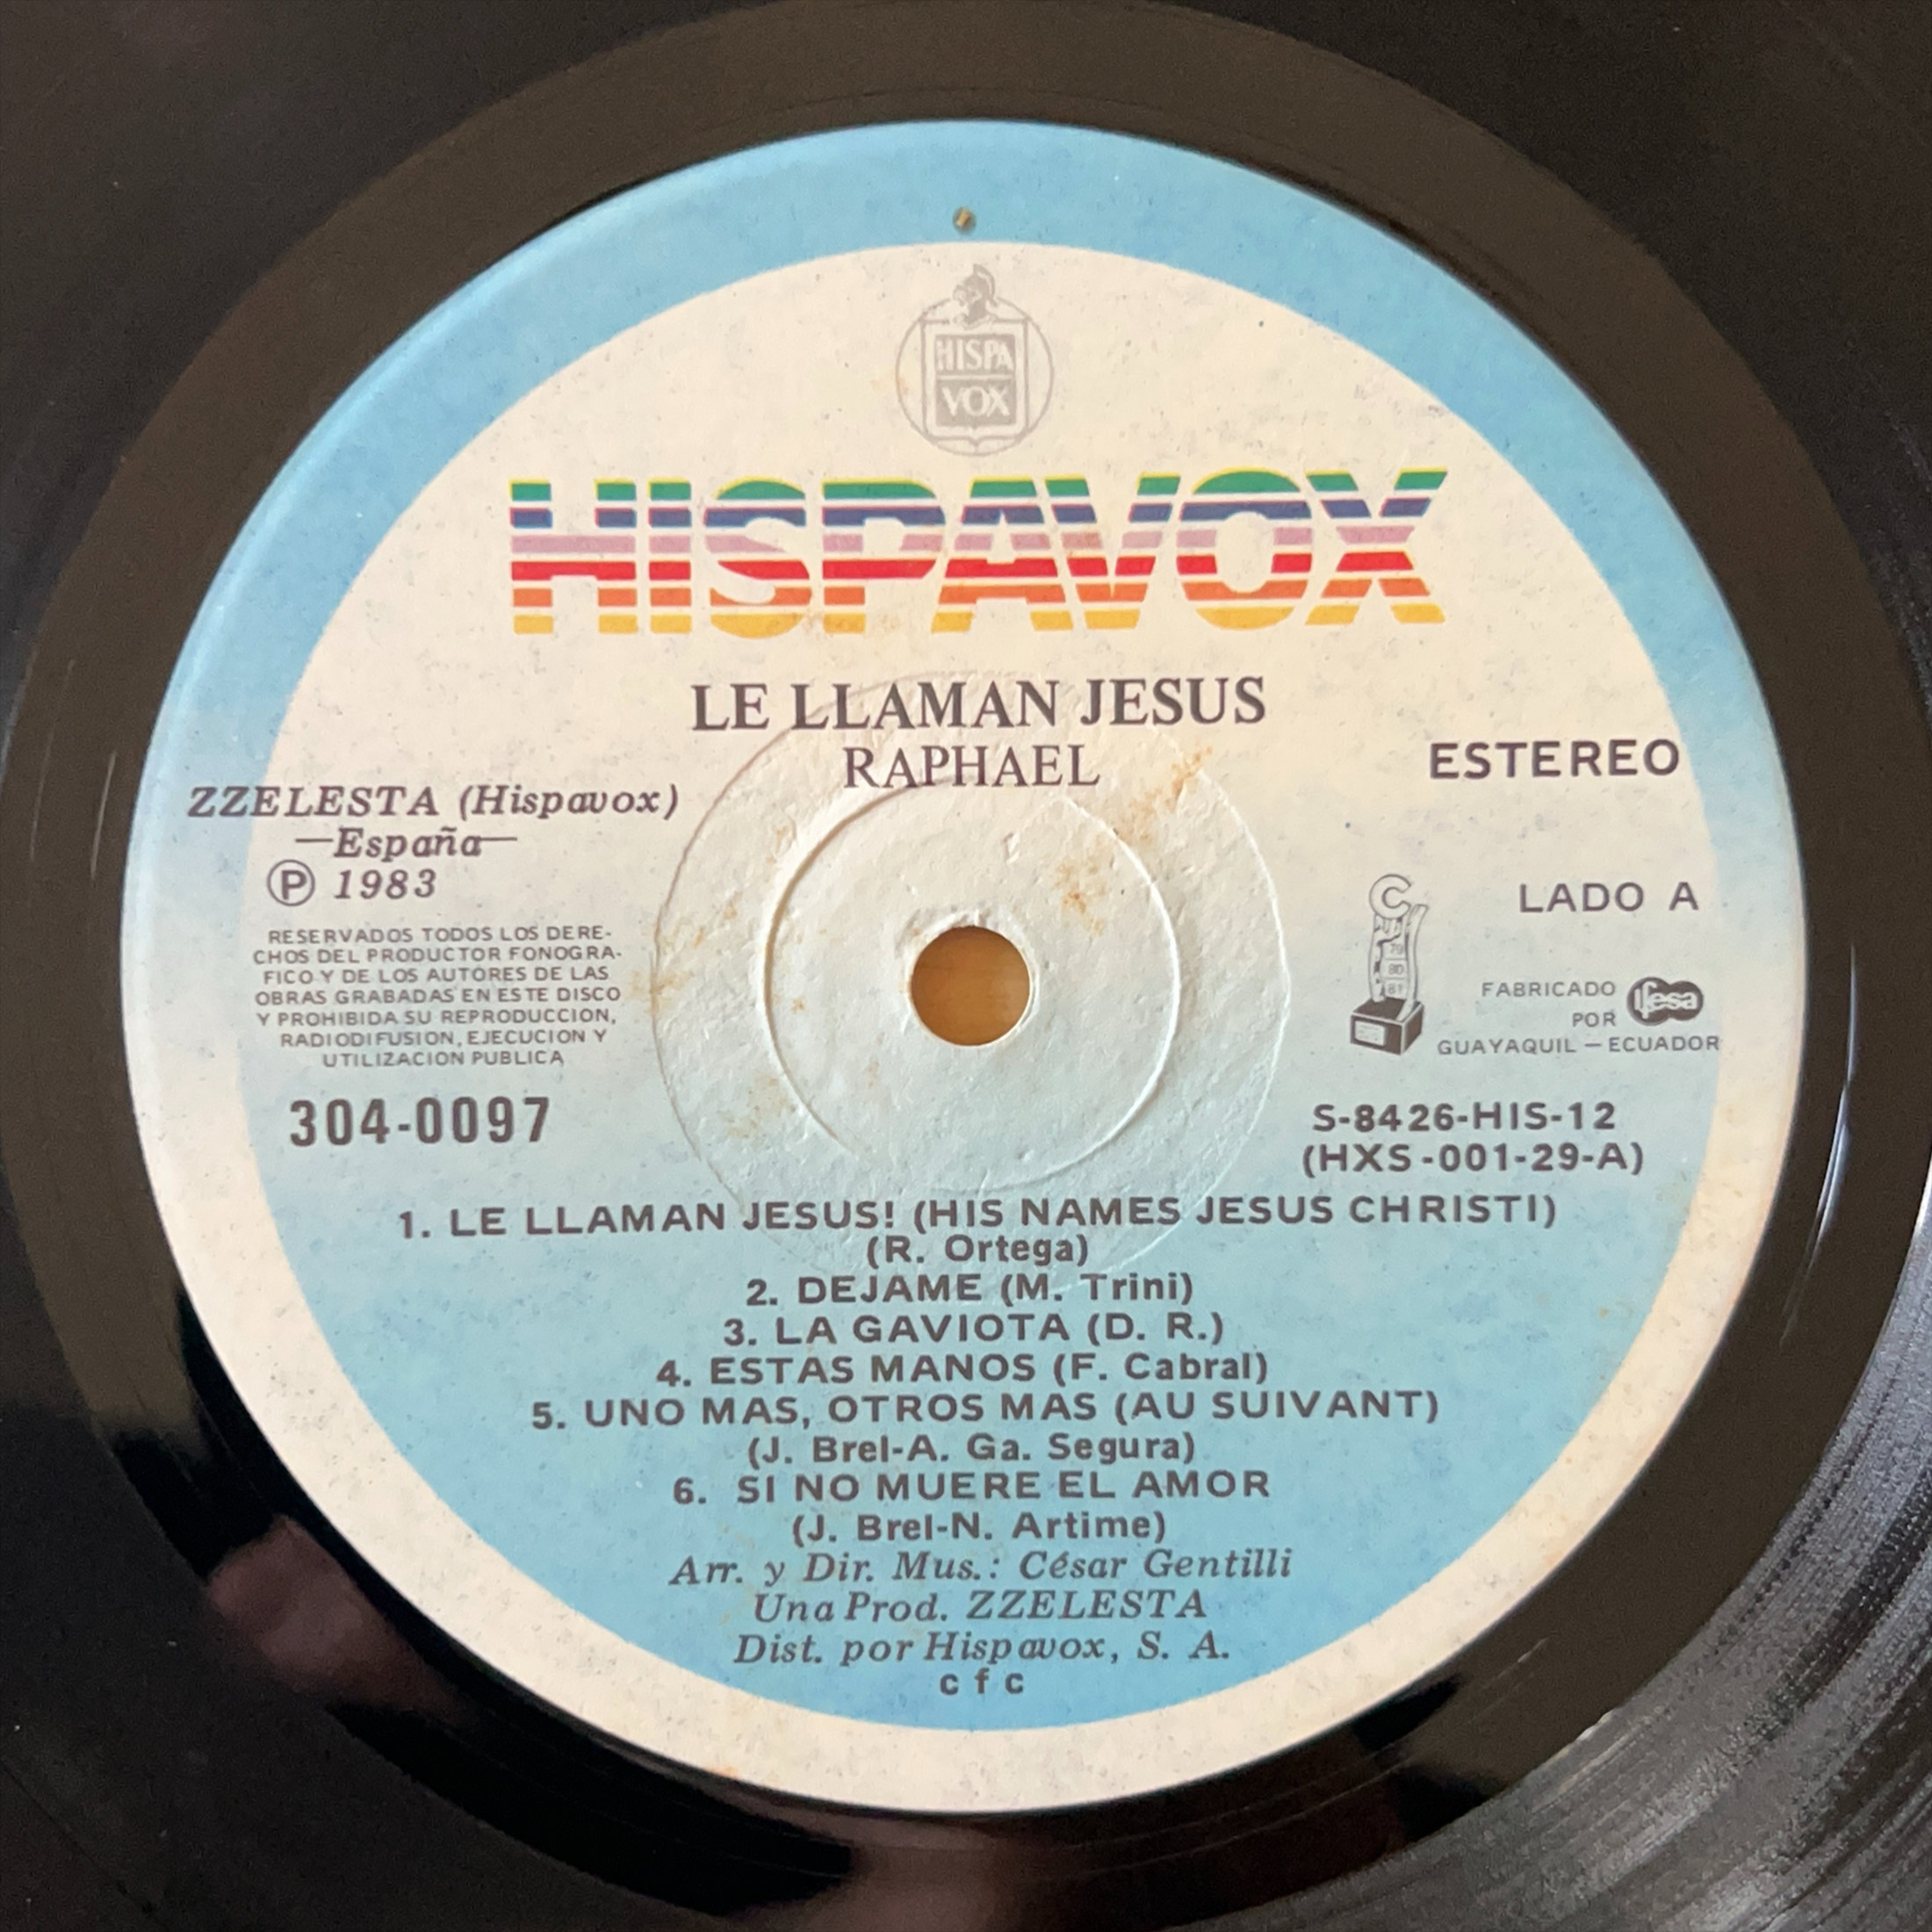 HISPA
VOX
HISPAVOX
LE LLAMAN JESUS
RAPHAEL
ESTEREO
ZZELESTA (Hispavox)
—España—
Ⓟ 1983
RESERVADOS TODOS LOS DERE-
CHOS DEL PRODUCTOR FONOGRA-
FICO Y DE LOS AUTORES DE LAS
OBRAS GRABADAS EN ESTE DISCO
Y PROHIBIDA SU REPRODUCCION,
RADIODIFUSION, EJECUCION Y
UTILIZACION PUBLICA
304-0097
LADO A
C
79
80
81
FABRICADO
POR
ifesa
GUAYAQUIL — ECUADOR
S-8426-HIS-12
(HXS-001-29-A)
1. LE LLAMAN JESUS! (HIS NAMES JESUS CHRISTI)
(R. Ortega)
2. DEJAME (M. Trini)
3. LA GAVIOTA (D. R.)
4. ESTAS MANOS (F. Cabral)
5. UNO MAS, OTROS MAS (AU SUIVANT)
(J. Brel-A. Ga. Segura)
6. SI NO MUERE EL AMOR
(J. Brel-N. Artime)
Arr. y Dir. Mus.: César Gentilli
Una Prod. ZZELESTA
Dist. por Hispavox, S. A.
c f c